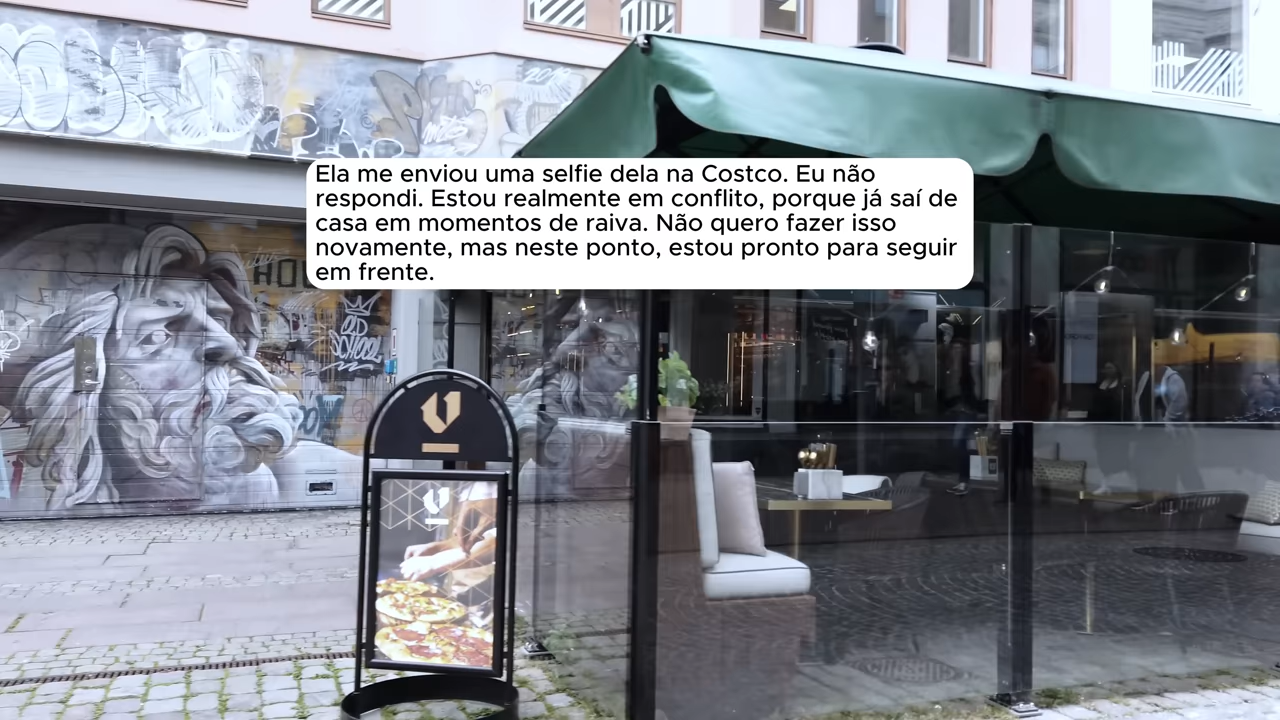 2019
Ela me enviou uma selfie dela na Costco. Eu não
respondi. Estou realmente em conflito, porque já saí de
casa em momentos de raiva. Não quero fazer isso
novamente, mas neste ponto, estou pronto para seguir
em frente.
OLD
SCHOOL